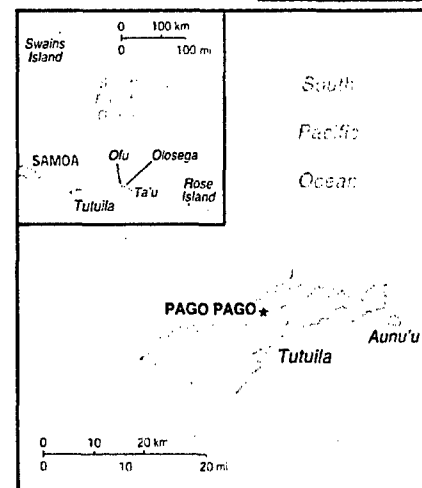 0 100 km
0 100 mi
Swains
Island
SAMOA
Ofu
Olosega
Tutuila
Ta'u
Rose
Island
South
Pacific
Ocean
PAGO PAGO
Tutuila
Aunu'u
0 10 20 km
0 10 20 mi